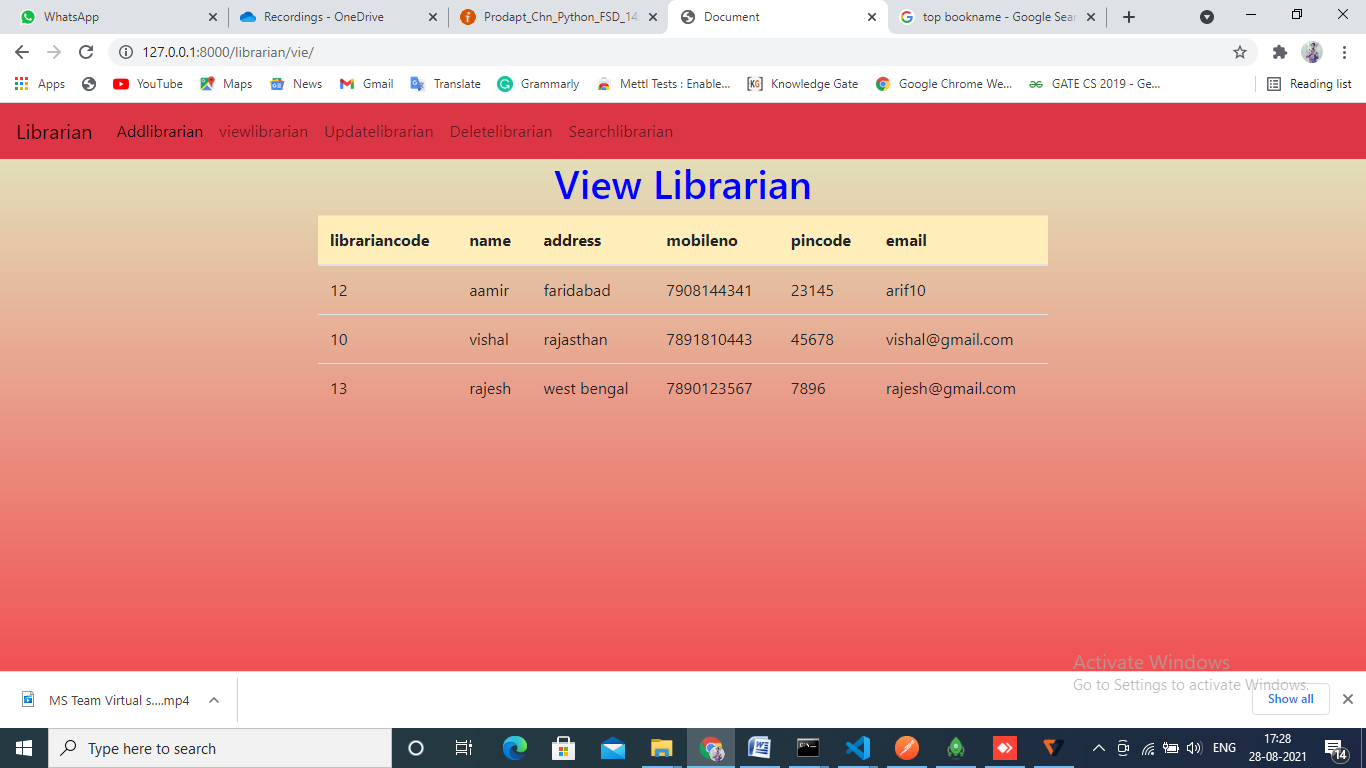 WhatsApp
Recordings - OneDrive
Prodapt_Chn_Python_FSD_14
Document
top bookname - Google Sear
127.0.0.1:8000/librarian/vie/
Apps YouTube Maps News Gmail Translate Grammarly Mettl Tests : Enable... Knowledge Gate Google Chrome We... GATE CS 2019 - Ge... Reading list
Librarian Addlibrarian viewlibrarian Updatelibrarian Deletelibrarian Searchlibrarian
View Librarian
librariancode name address mobileno pincode email
12 aamir faridabad 7908144341 23145 arif10
10 vishal rajasthan 7891810443 45678 vishal@gmail.com
13 rajesh west bengal 7890123567 7896 rajesh@gmail.com
Activate Windows
Go to Settings to activate Windows.
MS Team Virtual s....mp4
Show all
Type here to search
ENG
17:28
28-08-2021
14